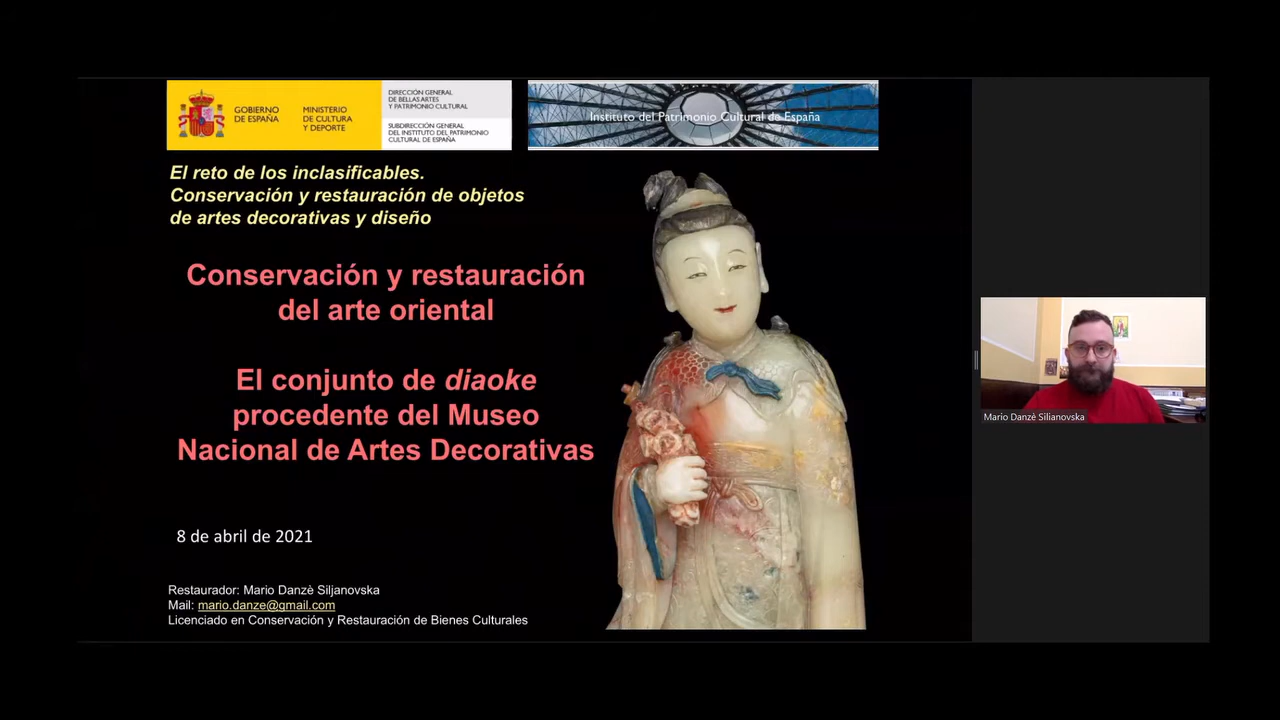 GOBIERNO
DE ESPAÑA
MINISTERIO
DE CULTURA
Y DEPORTE
DIRECCIÓN GENERAL
DE BELLAS ARTES
Y PATRIMONIO CULTURAL
SUBDIRECCIÓN GENERAL
DEL INSTITUTO DEL PATRIMONIO
CULTURAL DE ESPAÑA
Instituto del Patrimonio Cultural de España
El reto de los inclasificables.
Conservación y restauración de objetos
de artes decorativas y diseño
Conservación y restauración
del arte oriental
El conjunto de diaoke
procedente del Museo
Nacional de Artes Decorativas
8 de abril de 2021
Restaurador: Mario Danzè Siljanovska
Mail: mario.danze@gmail.com
Licenciado en Conservación y Restauración de Bienes Culturales
Mario Danzè Siljanovska